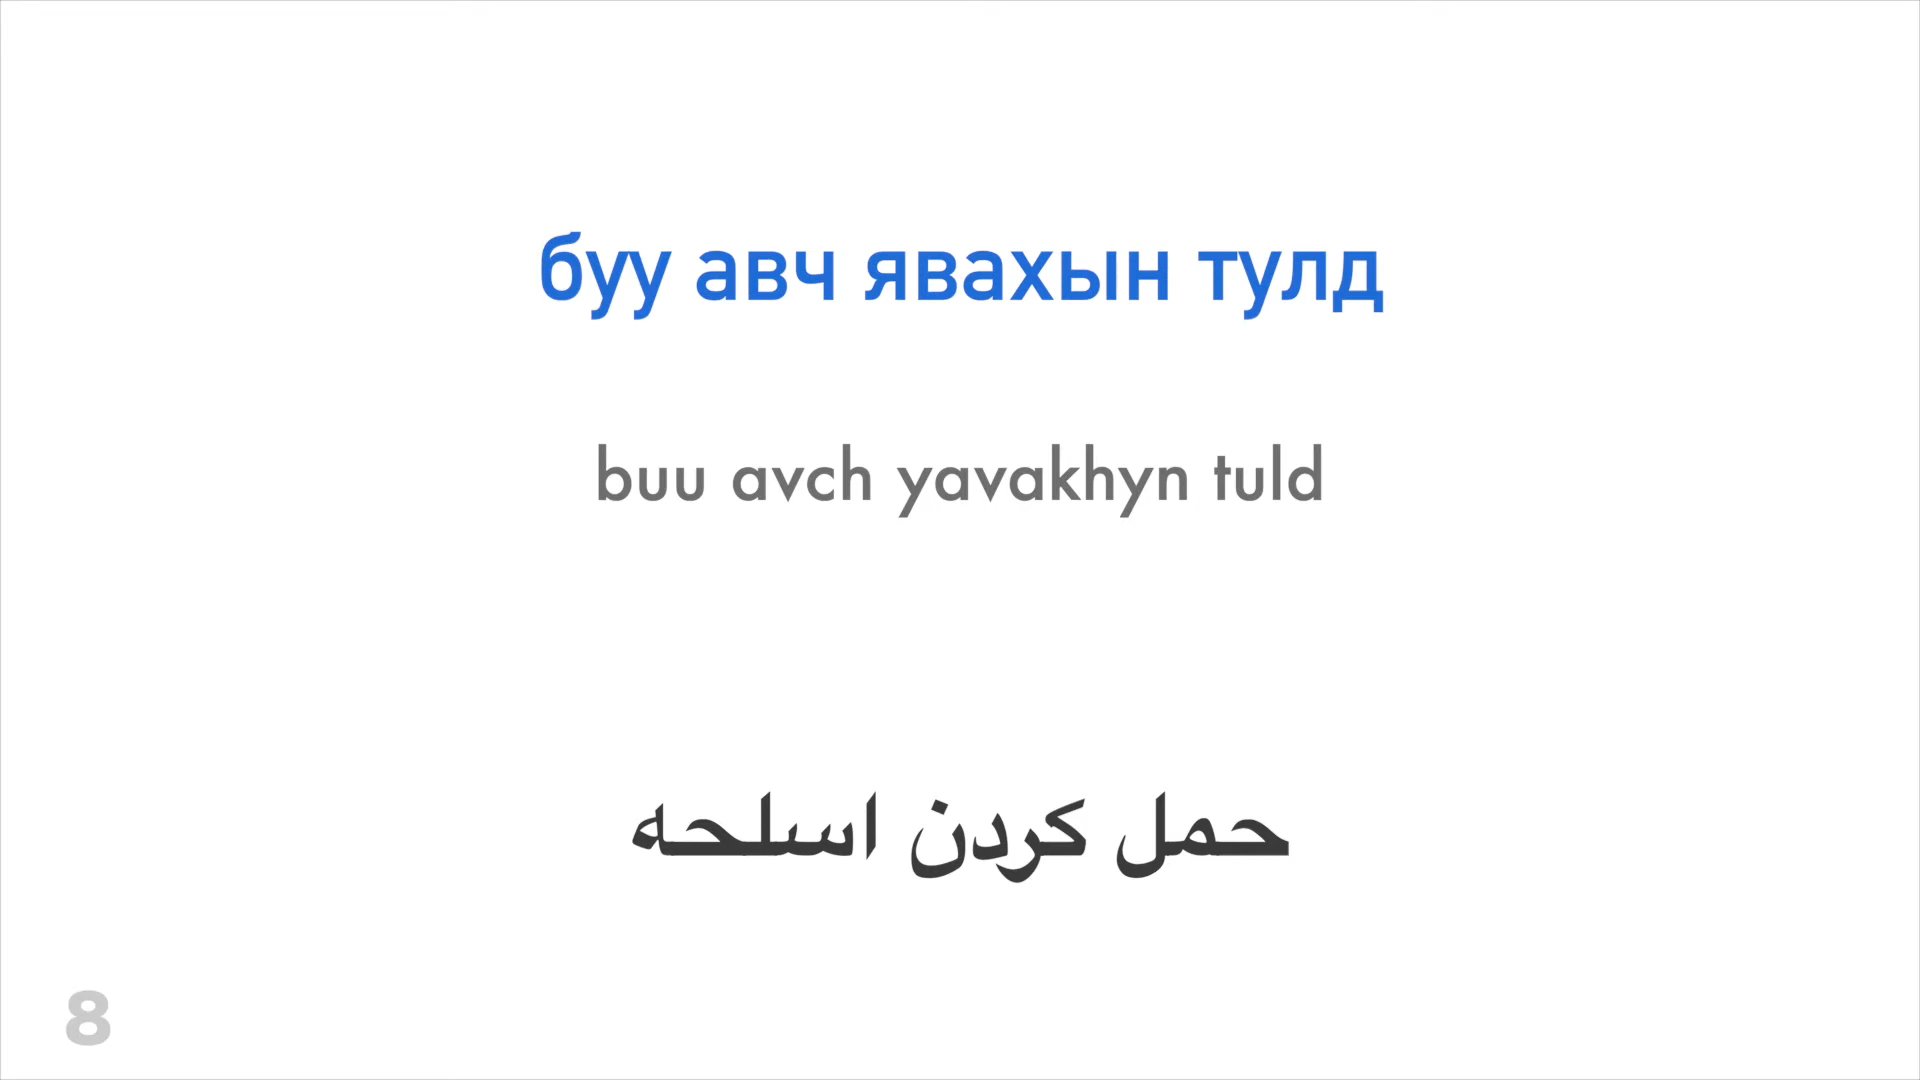 буу авч явахын тулд
buu avch yavakhyn tuld
حمل کردن اسلحه
8